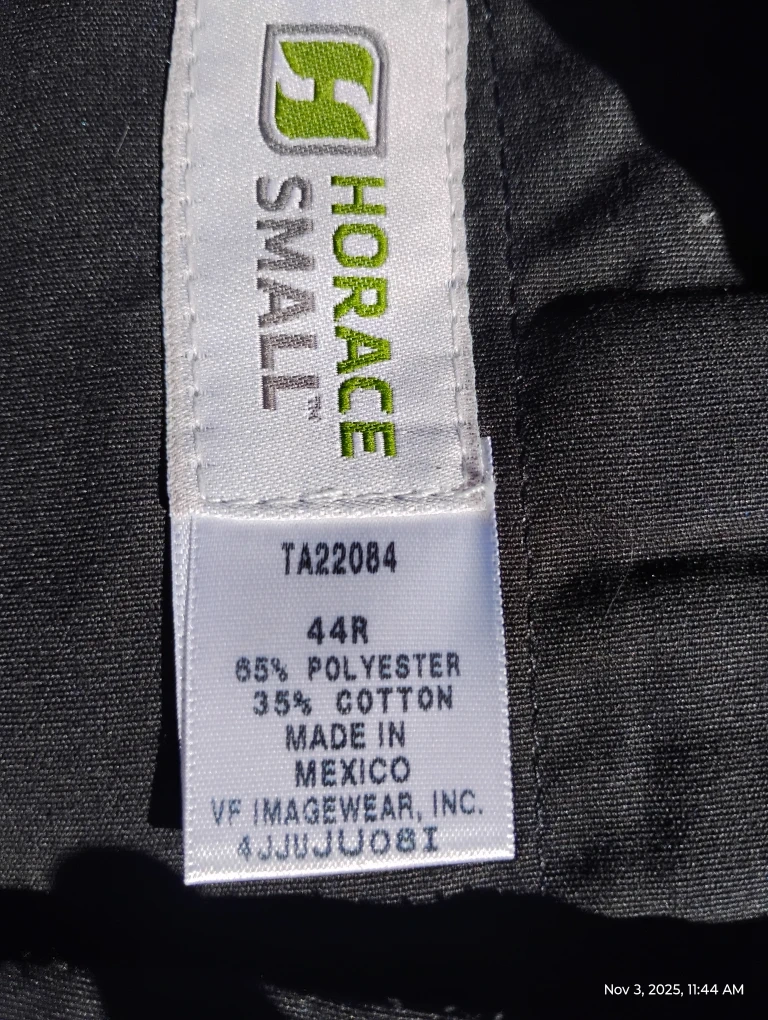 HORACE
SMALL™
TA22084
44R
65% POLYESTER
35% COTTON
MADE IN
MEXICO
VF IMAGEWEAR, INC.
4JJUJUO8I
Nov 3, 2025, 11:44 AM